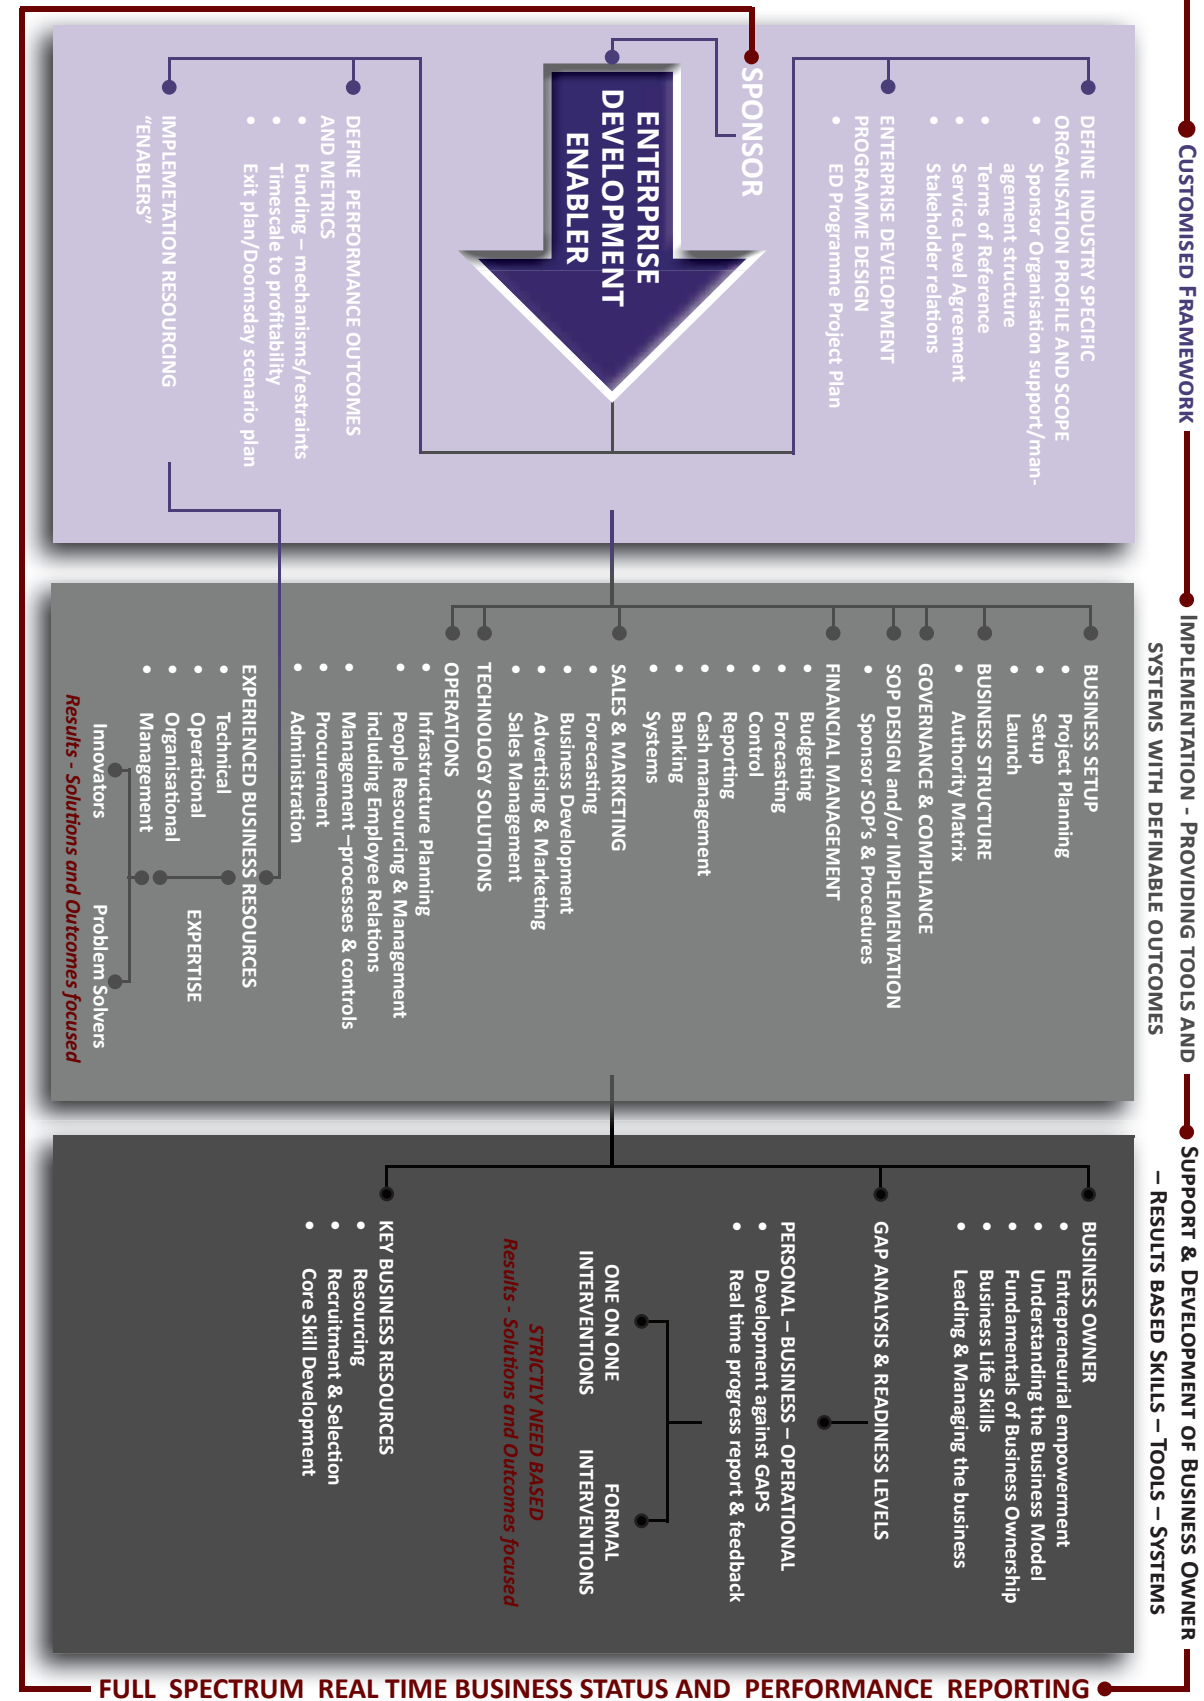 CUSTOMISED FRAMEWORK
SPONSOR
ENTERPRISE
DEVELOPMENT
ENABLER
DEFINE INDUSTRY SPECIFIC
ORGANISATION PROFILE AND SCOPE
• Sponsor Organisation support/man-
agement structure
• Terms of Reference
• Service Level Agreement
• Stakeholder relations
ENTERPRISE DEVELOPMENT
PROGRAMME DESIGN
• ED Programme Project Plan
DEFINE PERFORMANCE OUTCOMES
AND METRICS
• Funding – mechanisms/restraints
• Timescale to profitability
• Exit plan/Doomsday scenario plan
IMPLEMETATION RESOURCING
“ENABLERS”
IMPLEMENTATION - PROVIDING TOOLS AND
SYSTEMS WITH DEFINABLE OUTCOMES
BUSINESS SETUP
• Project Planning
• Setup
• Launch
BUSINESS STRUCTURE
• Authority Matrix
GOVERNANCE & COMPLIANCE
SOP DESIGN and/or IMPLEMENTATION
• Sponsor SOP's & Procedures
FINANCIAL MANAGEMENT
• Budgeting
• Forecasting
• Control
• Reporting
• Cash management
• Banking
• Systems
SALES & MARKETING
• Forecasting
• Business Development
• Advertising & Marketing
• Sales Management
TECHNOLOGY SOLUTIONS
OPERATIONS
• Infrastructure Planning
• People Resourcing & Management
including Employee Relations
• Management –processes & controls
• Procurement
• Administration
EXPERIENCED BUSINESS RESOURCES
• Technical
• Operational
• Organisational
• Management
EXPERTISE
Innovators
Problem Solvers
Results - Solutions and Outcomes focused
SUPPORT & DEVELOPMENT OF BUSINESS OWNER
– RESULTS BASED SKILLS – TOOLS – SYSTEMS
BUSINESS OWNER
• Entrepreneurial empowerment
• Understanding the Business Model
• Fundamentals of Business Ownership
• Business Life Skills
• Leading & Managing the business
GAP ANALYSIS & READINESS LEVELS
PERSONAL – BUSINESS – OPERATIONAL
• Development against GAPS
• Real time progress report & feedback
ONE ON ONE
INTERVENTIONS
FORMAL
INTERVENTIONS
STRICTLY NEED BASED
Results - Solutions and Outcomes focused
KEY BUSINESS RESOURCES
• Resourcing
• Recruitment & Selection
• Core Skill Development
FULL SPECTRUM REAL TIME BUSINESS STATUS AND PERFORMANCE REPORTING